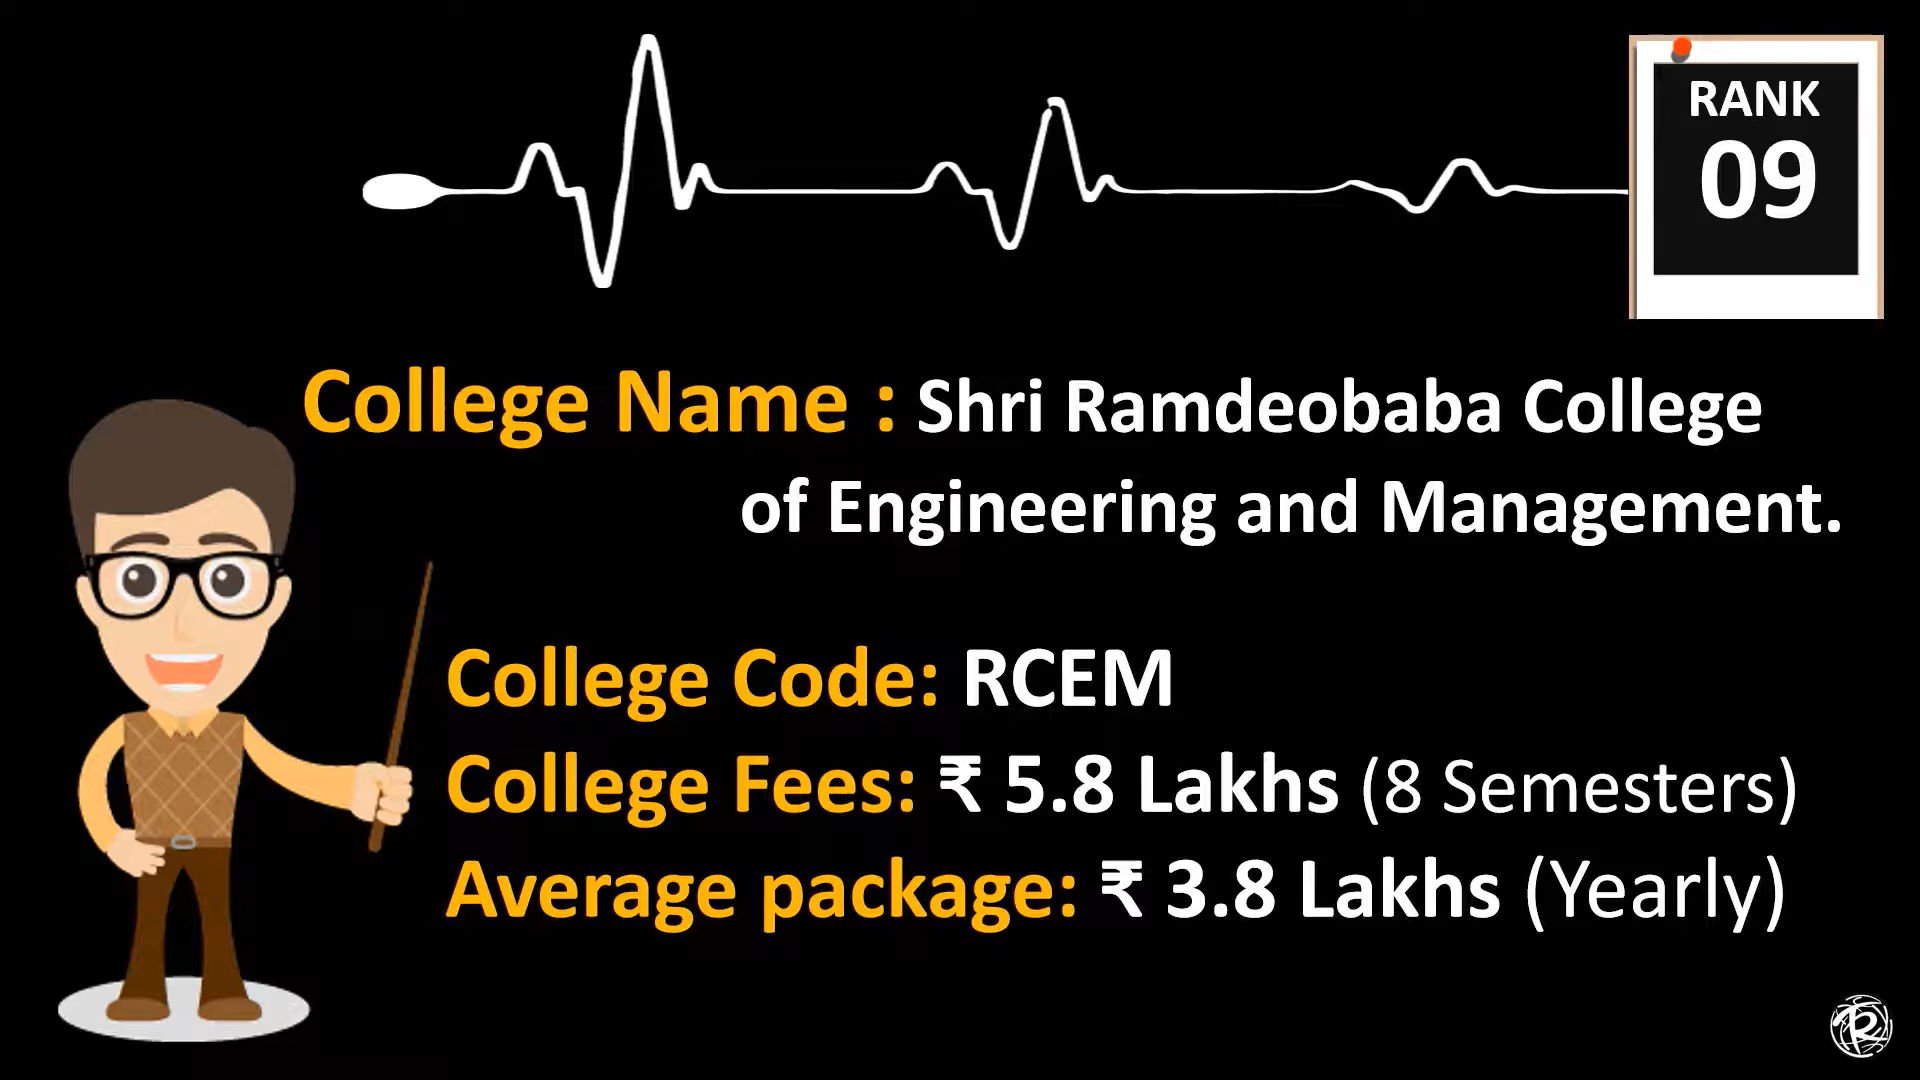 RANK
09
College Name : Shri Ramdeobaba College
of Engineering and Management.
College Code: RCEM
College Fees: ₹ 5.8 Lakhs (8 Semesters)
Average package: ₹ 3.8 Lakhs (Yearly)